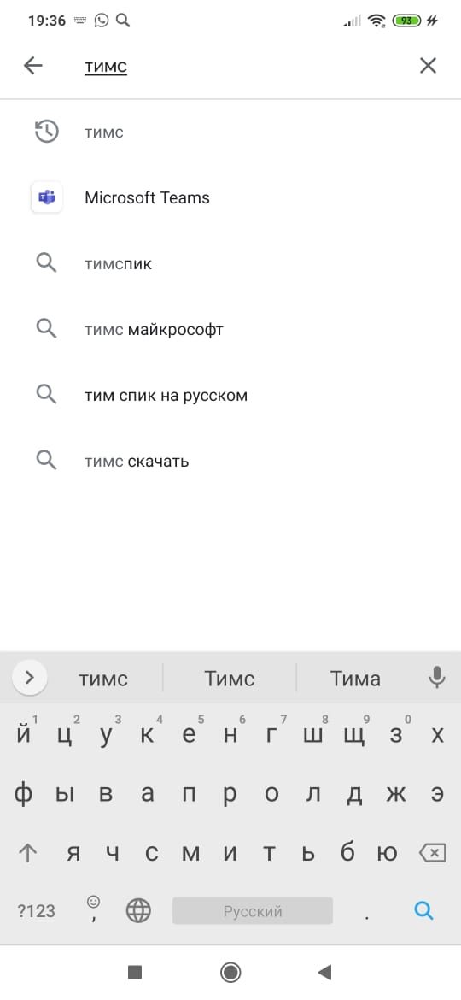 19:36 93
тимс
тимс
Microsoft Teams
тимспик
тимс майкрософт
тим спик на русском
тимс скачать
тимс Тимс Тима
1 2 3 4 5 6 7 8 9 0
й ц у к е н г ш щ з х
ф ы в а п р о л д ж э
я ч с м и т ь б ю
?123 , Русский .